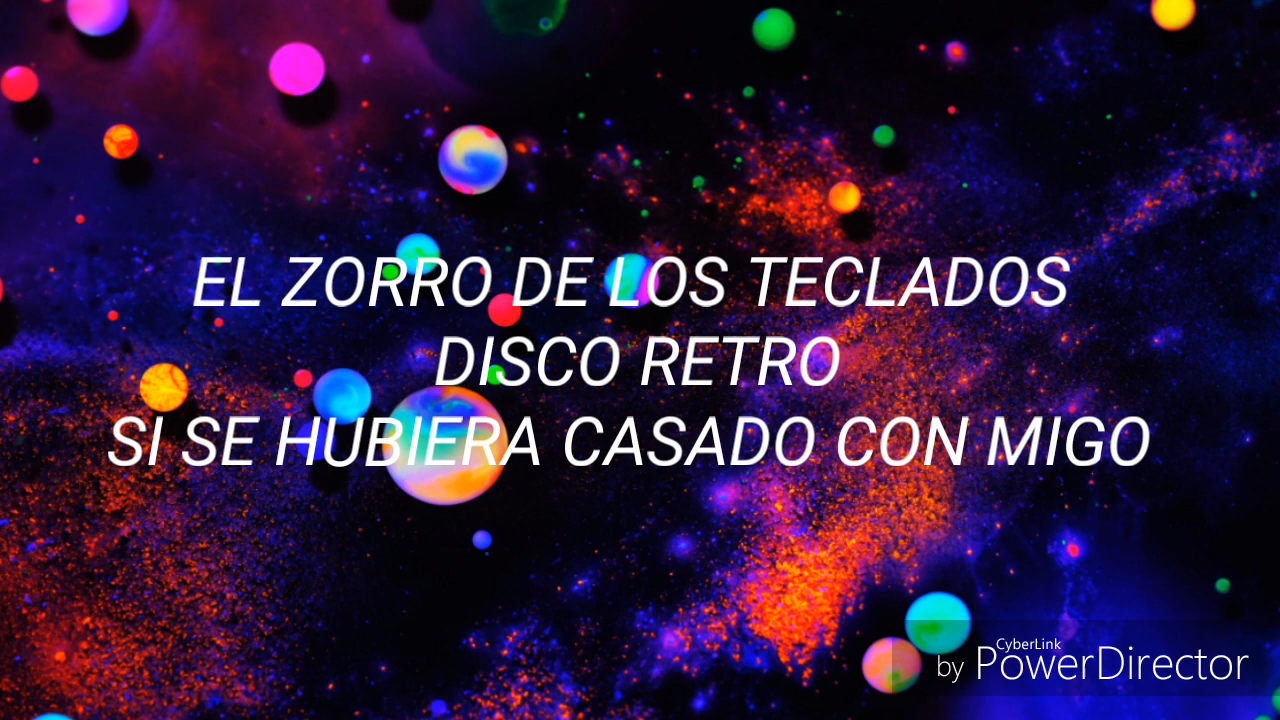 EL ZORRO DE LOS TECLADOS
DISCO RETRO
SI SE HUBIERA CASADO CON MIGO
CyberLink
by PowerDirector